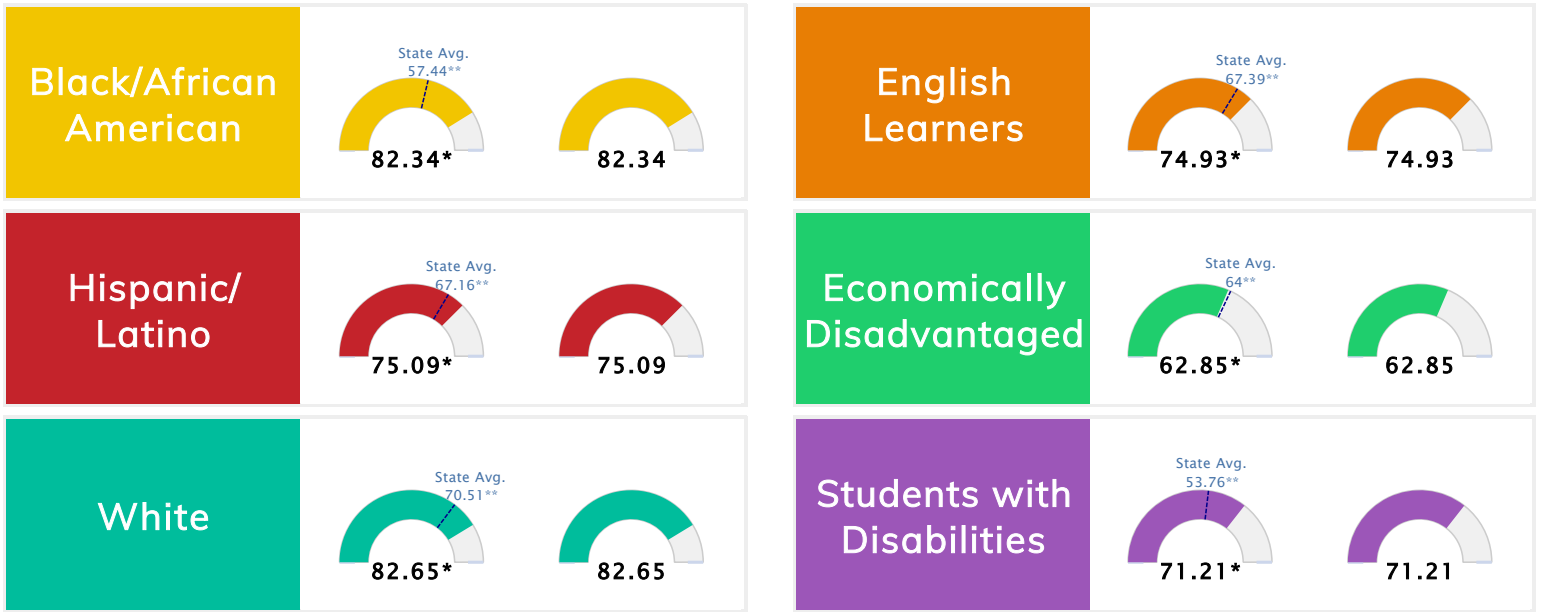 Black/African
American
State Avg.
57.44**
82.34*
82.34
English
Learners
State Avg.
67.39**
74.93*
74.93
Hispanic/
Latino
State Avg.
67.16**
75.09*
75.09
Economically
Disadvantaged
State Avg.
64**
62.85*
62.85
White
State Avg.
70.51**
82.65*
82.65
Students with
Disabilities
State Avg.
53.76**
71.21*
71.21